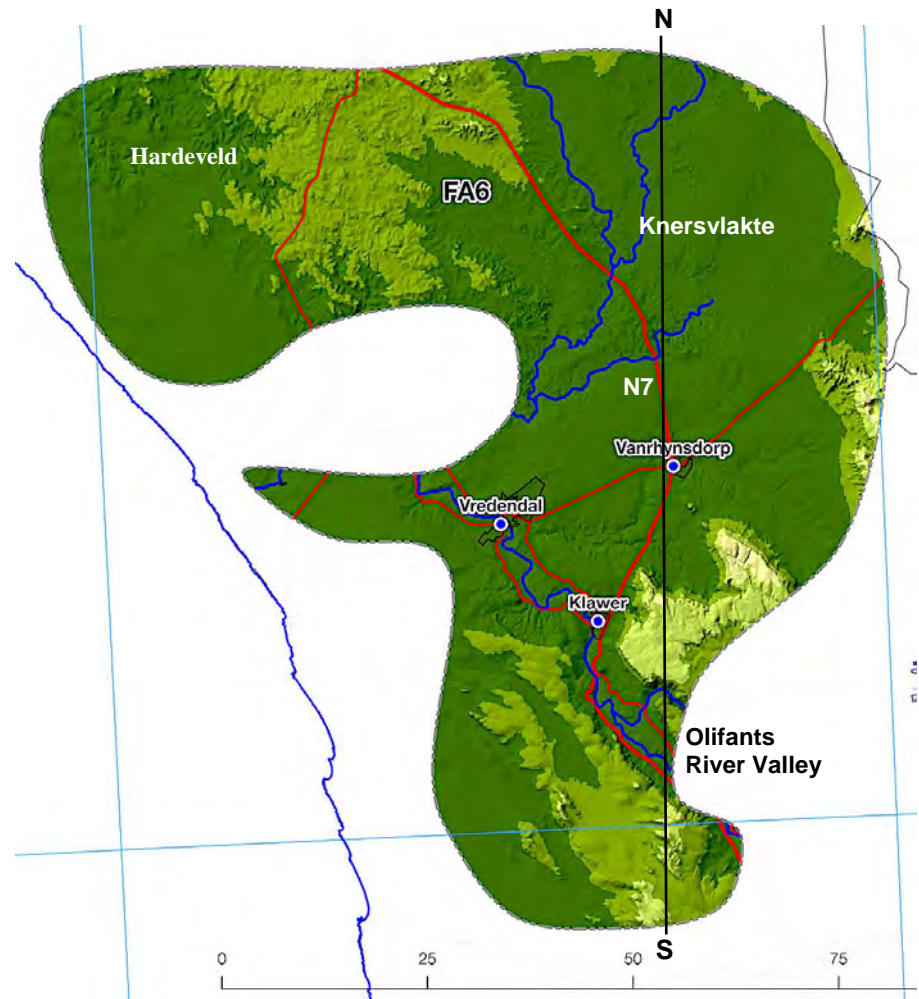 N
Hardeveld
FA6
Knersvlakte
N7
Vanrhynsdorp
Vredendal
Klawer
Olifants
River Valley
S
0 25 50 75